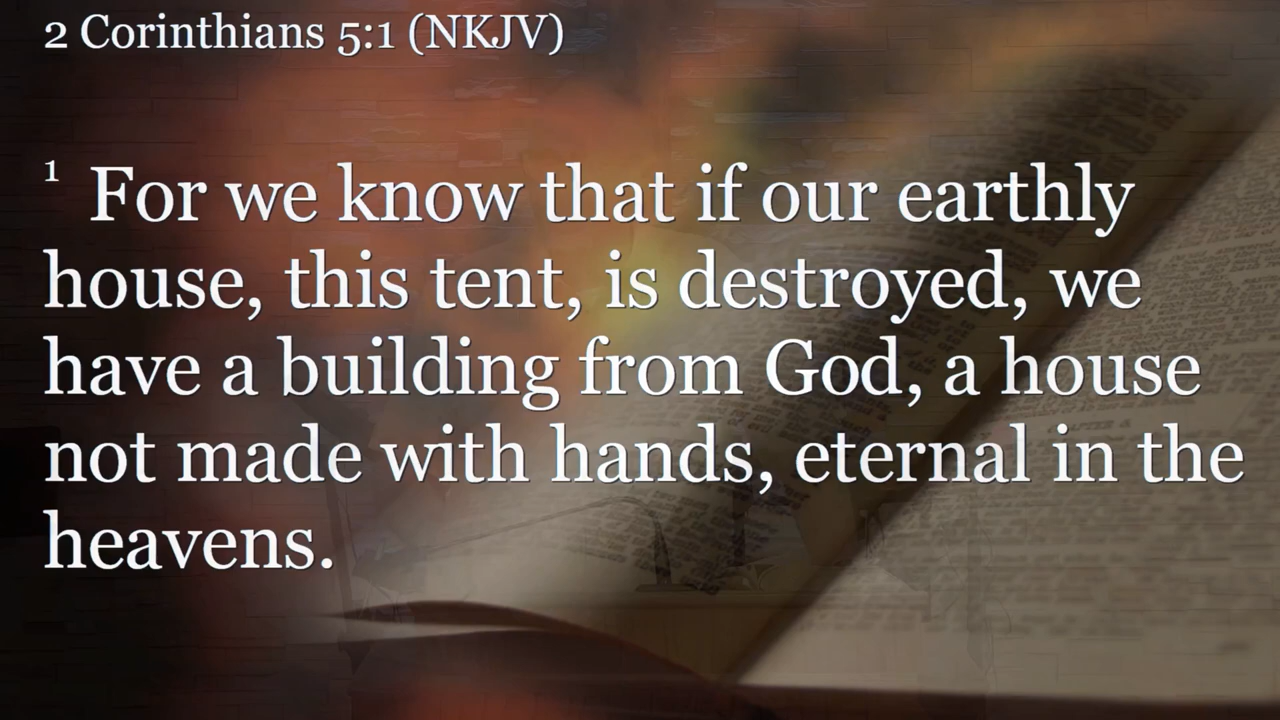 2 Corinthians 5:1 (NKJV)
1 For we know that if our earthly
house, this tent, is destroyed, we
have a building from God, a house
not made with hands, eternal in the
heavens.